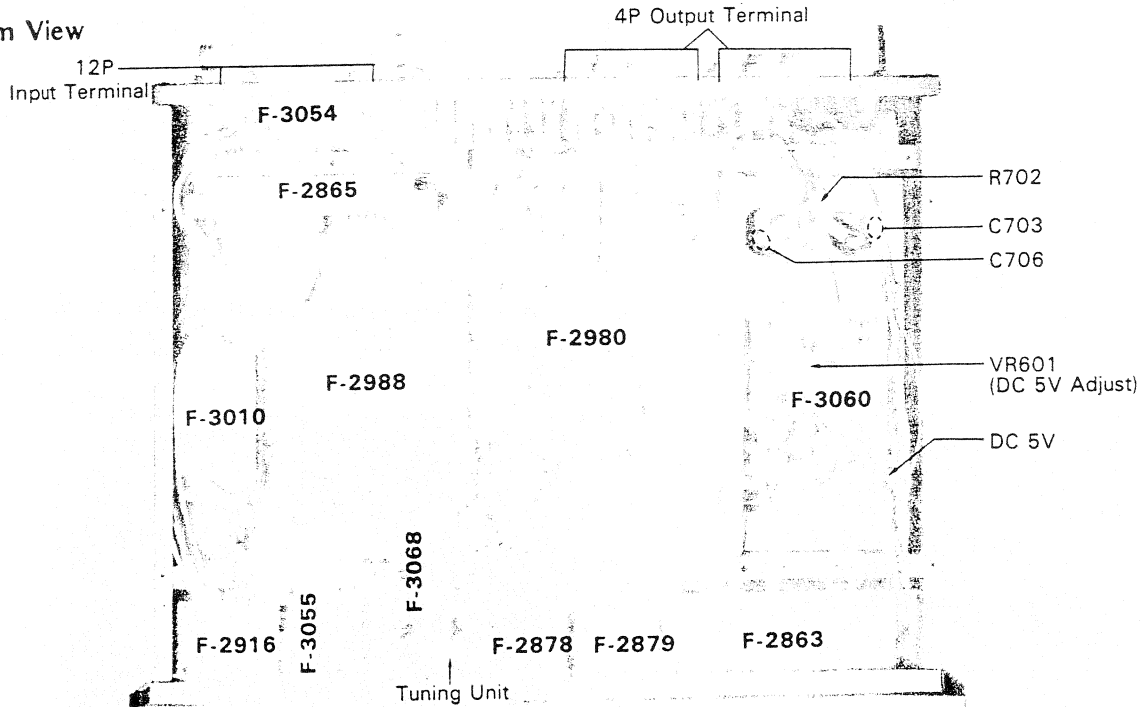 4P Output Terminal
m View
12P
Input Terminal
F-3054
R702
F-2865
C703
C706
F-2980
VR601
(DC 5V Adjust)
F-2988
F-3060
F-3010
DC 5V
F-3068
F-3055
F-2916
F-2878
F-2879
F-2863
Tuning Unit